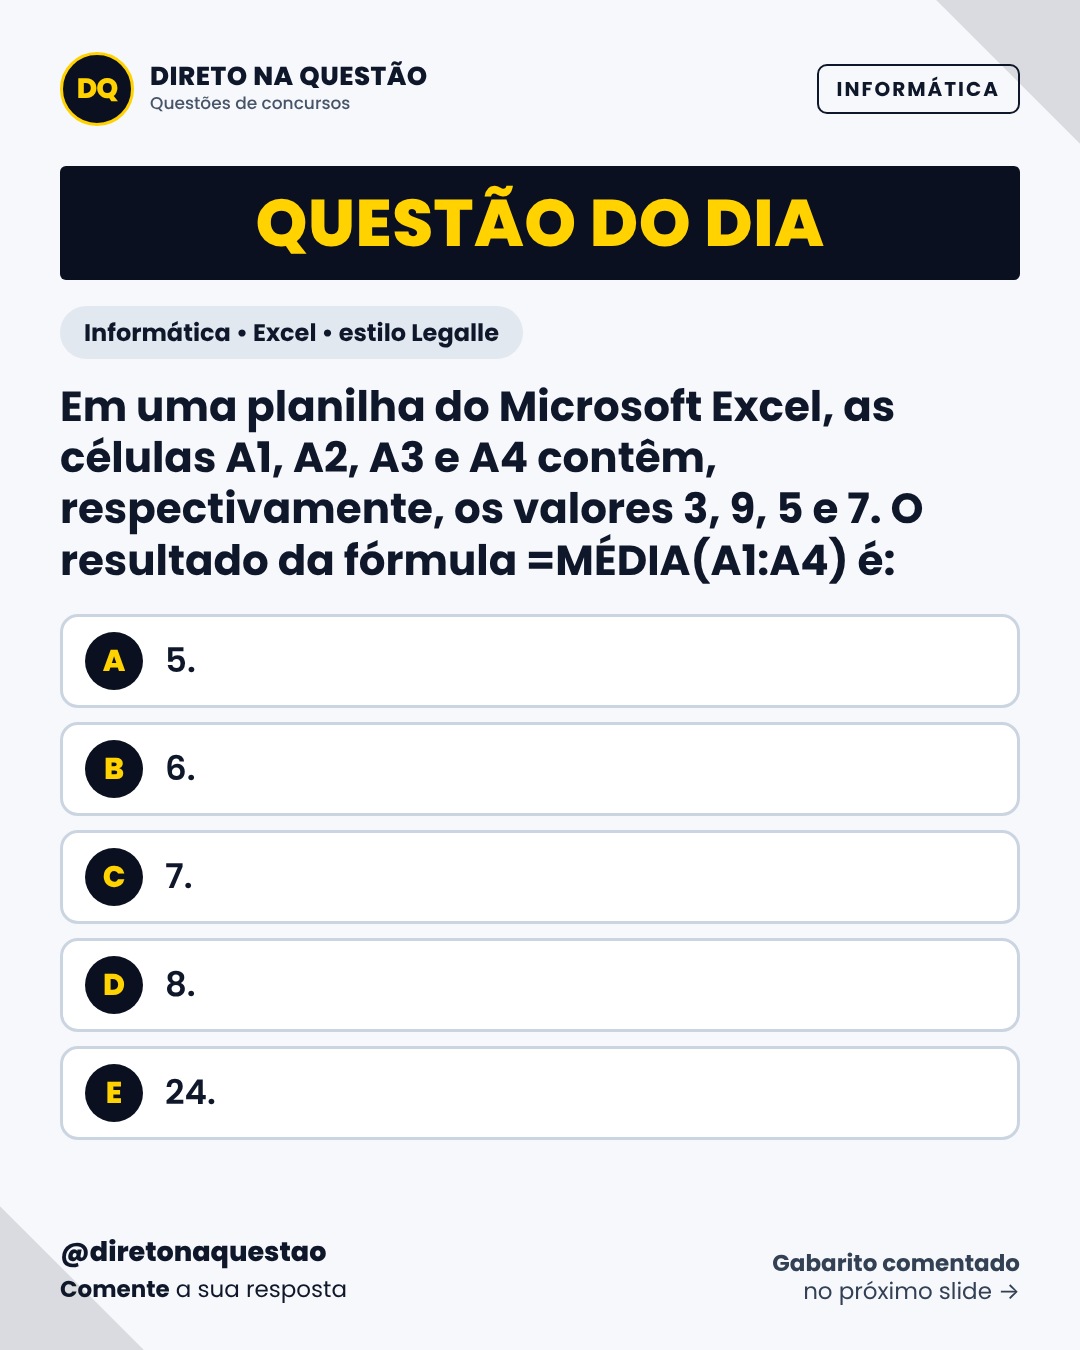 DQ
DIRETO NA QUESTÃO
Questões de concursos
INFORMÁTICA
QUESTÃO DO DIA
Informática • Excel • estilo Legalle
Em uma planilha do Microsoft Excel, as
células A1, A2, A3 e A4 contêm,
respectivamente, os valores 3, 9, 5 e 7. O
resultado da fórmula =MÉDIA(A1:A4) é:
A 5.
B 6.
C 7.
D 8.
E 24.
@diretonaquestao
Comente a sua resposta
Gabarito comentado
no próximo slide →